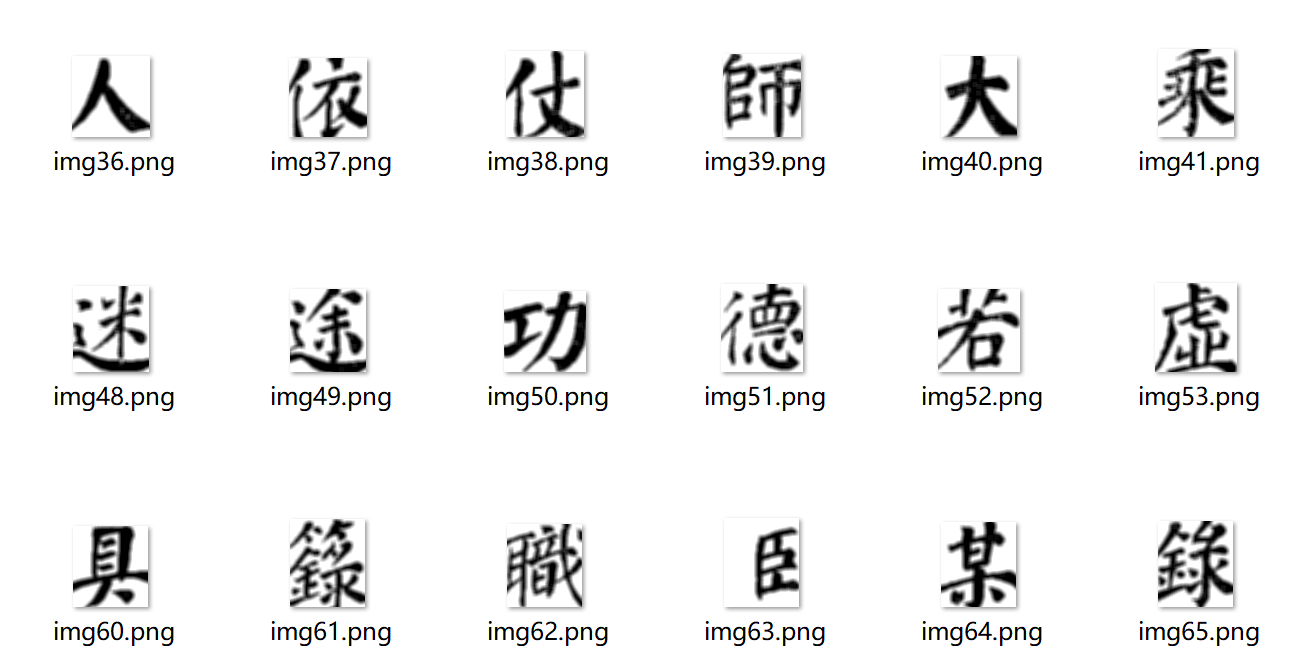 人 依 仗 師 大 乘
img36.png img37.png img38.png img39.png img40.png img41.png
迷 途 功 德 若 虛
img48.png img49.png img50.png img51.png img52.png img53.png
具 籙 職 臣 某 錄
img60.png img61.png img62.png img63.png img64.png img65.png